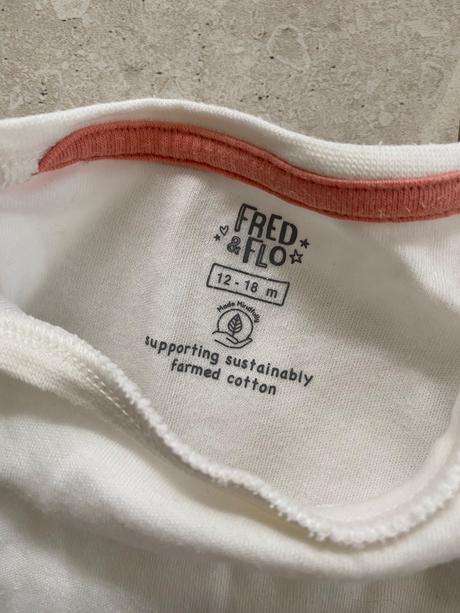 FRED
& FLO
12 - 18 m
Made Mindfully
supporting sustainably
farmed cotton